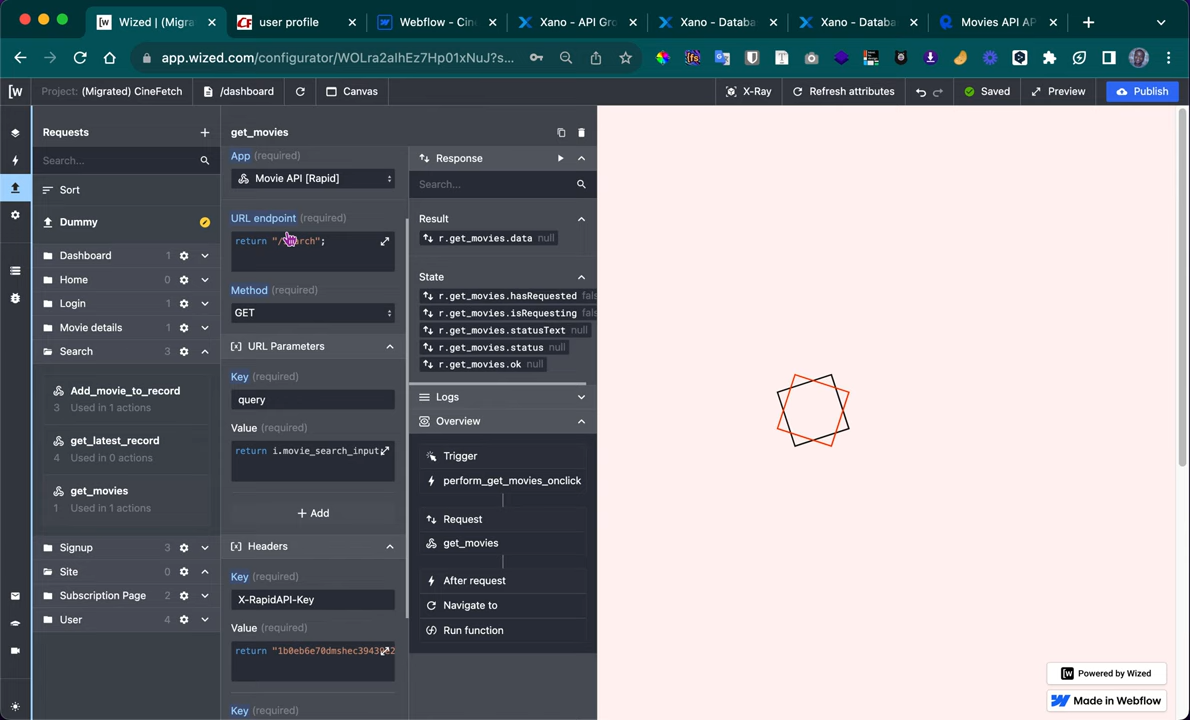 Wized | (Migra
user profile
Webflow - Cine
Xano - API Gro
Xano - Databa
Xano - Databa
Movies API AP
app.wized.com/configurator/WOLra2aIhEz7Hp01xNuJ?s...
Project: (Migrated) CineFetch
/dashboard
Canvas
X-Ray
Refresh attributes
Saved
Preview
Publish
Requests
Search...
Sort
Dummy
Dashboard 1
Home 0
Login 1
Movie details 1
Search 3
Add_movie_to_record
3 Used in 1 actions
get_latest_record
4 Used in 0 actions
get_movies
1 Used in 1 actions
Signup 3
Site 0
Subscription Page 2
User 4
get_movies
App (required)
Movie API [Rapid]
URL endpoint (required)
Method (required)
GET
URL Parameters
Key (required)
query
Value (required)
return i.movie_search_input;
Add
Headers
Key (required)
X-RapidAPI-Key
Value (required)
return
Key (required)
Response
Search...
Result
r.get_movies.data null
State
r.get_movies.hasRequested fals
r.get_movies.isRequesting fals
r.get_movies.statusText null
r.get_movies.status null
r.get_movies.ok null
Logs
Overview
Trigger
perform_get_movies_onclick
Request
get_movies
After request
Navigate to
Run function
Powered by Wized
Made in Webflow